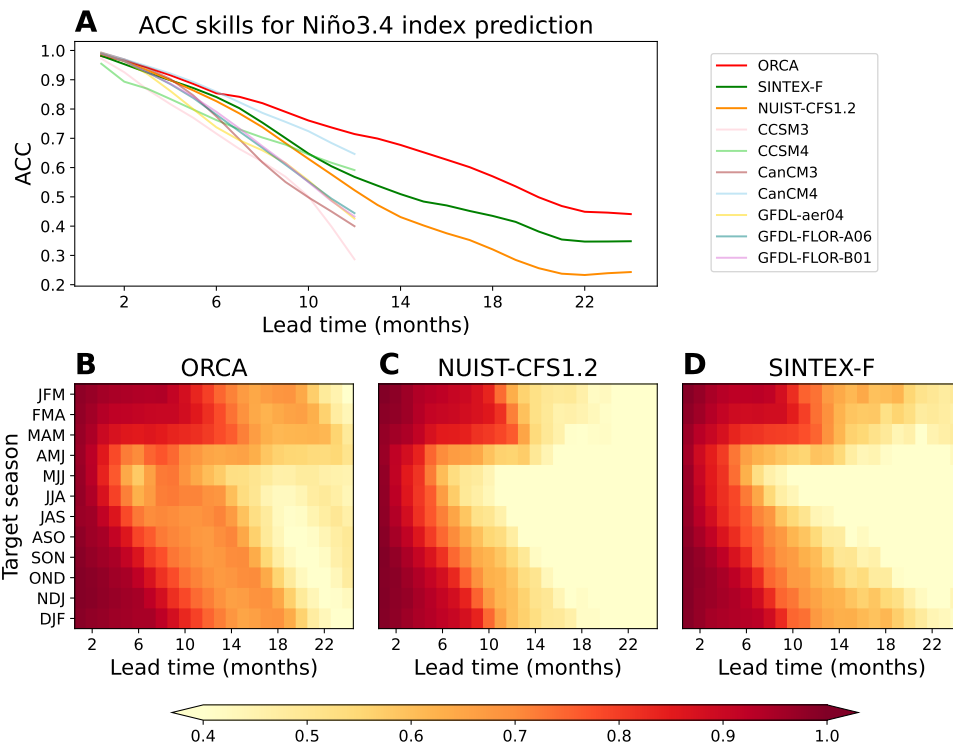 A
ACC skills for Niño3.4 index prediction
ACC
1.0
0.9
0.8
0.7
0.6
0.5
0.4
0.3
0.2
2 6 10 14 18 22
Lead time (months)
ORCA
SINTEX-F
NUIST-CFS1.2
CCSM3
CCSM4
CanCM3
CanCM4
GFDL-aer04
GFDL-FLOR-A06
GFDL-FLOR-B01
B
ORCA
Target season
JFM
FMA
MAM
AMJ
MJJ
JJA
JAS
ASO
SON
OND
NDJ
DJF
2 6 10 14 18 22
Lead time (months)
C
NUIST-CFS1.2
2 6 10 14 18 22
Lead time (months)
D
SINTEX-F
2 6 10 14 18 22
Lead time (months)
0.4 0.5 0.6 0.7 0.8 0.9 1.0